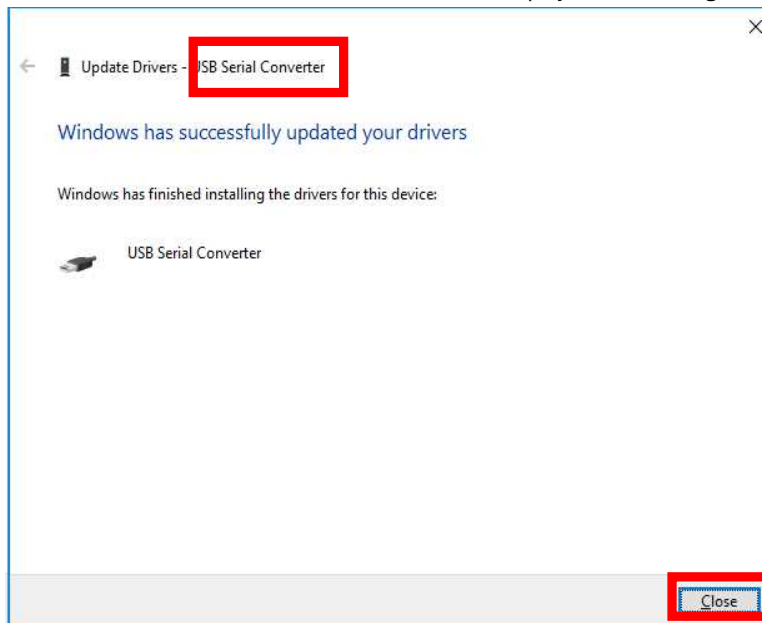 Update Drivers - USB Serial Converter
Windows has successfully updated your drivers
Windows has finished installing the drivers for this device:
USB Serial Converter
Close